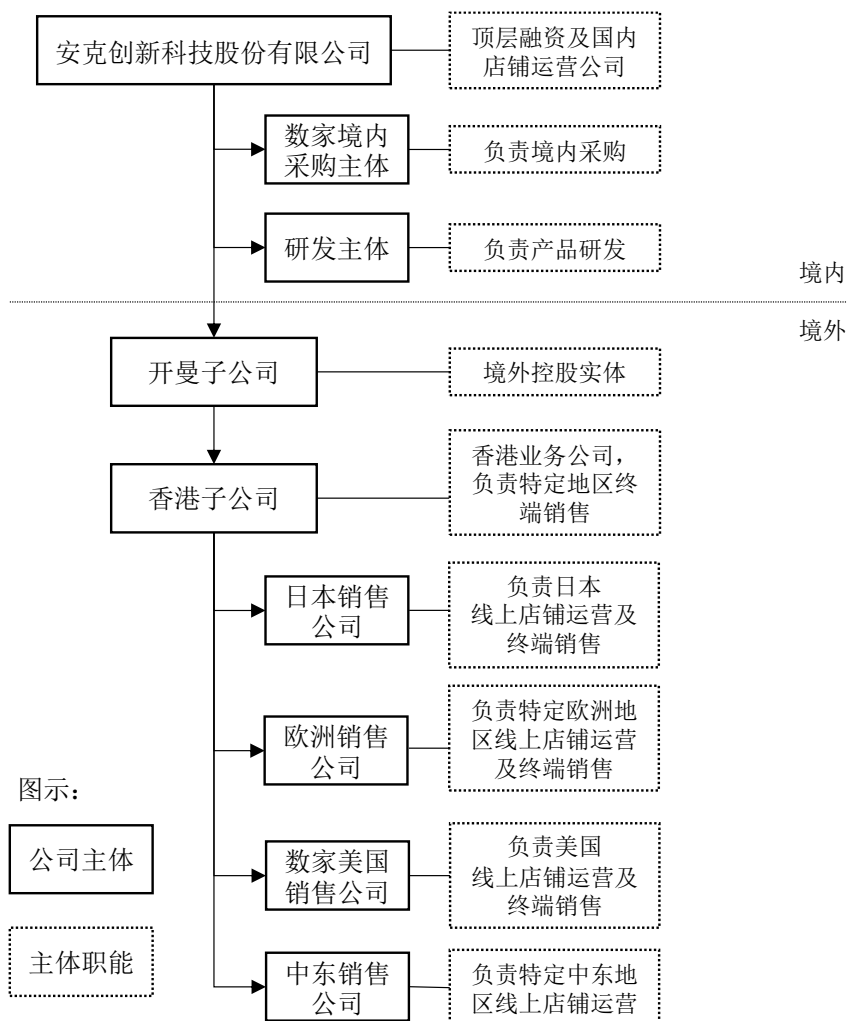 安克创新科技股份有限公司
顶层融资及国内
店铺运营公司
数家境内
采购主体
负责境内采购
研发主体
负责产品研发
境内
境外
开曼子公司
境外控股实体
香港子公司
香港业务公司，
负责特定地区终
端销售
日本销售
公司
负责日本
线上店铺运营及
终端销售
欧洲销售
公司
负责特定欧洲地
区线上店铺运营
及终端销售
图示：
公司主体
数家美国
销售公司
负责美国
线上店铺运营及
终端销售
主体职能
中东销售
公司
负责特定中东地
区线上店铺运营